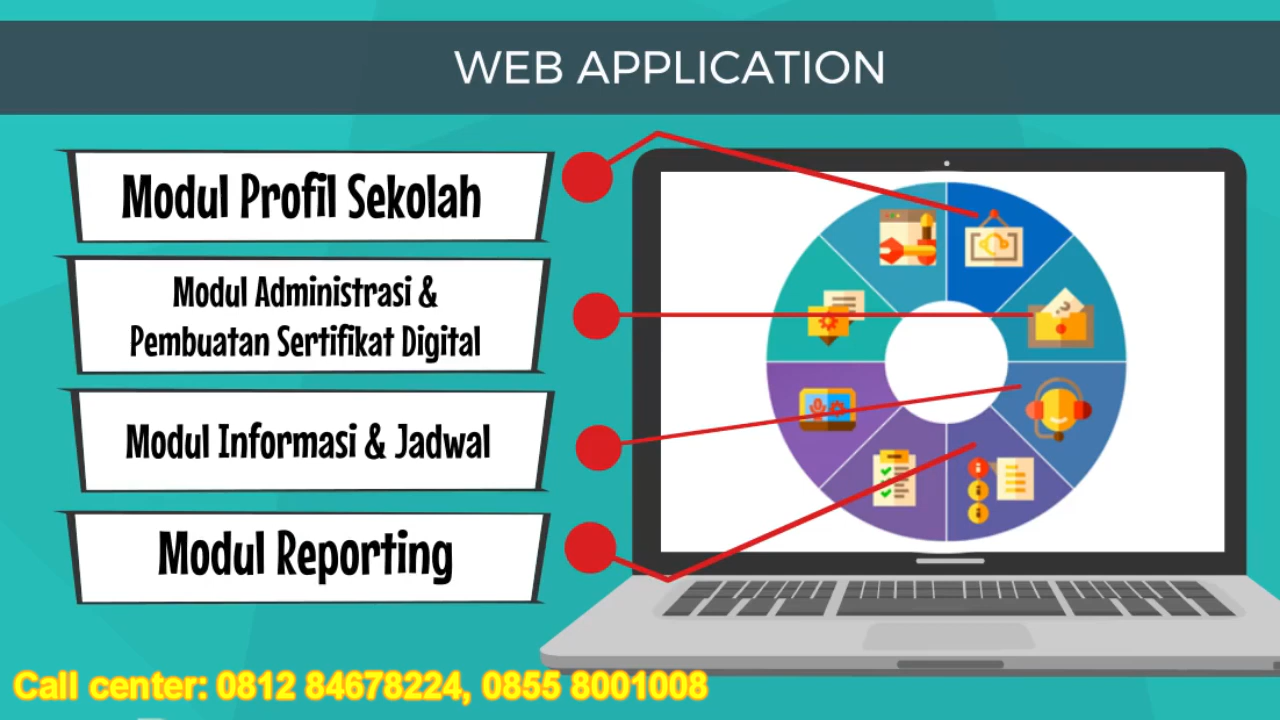 WEB APPLICATION
Modul Profil Sekolah
Modul Administrasi &
Pembuatan Sertifikat Digital
Modul Informasi & Jadwal
Modul Reporting
Call center: 0812 84678224, 0855 8001008